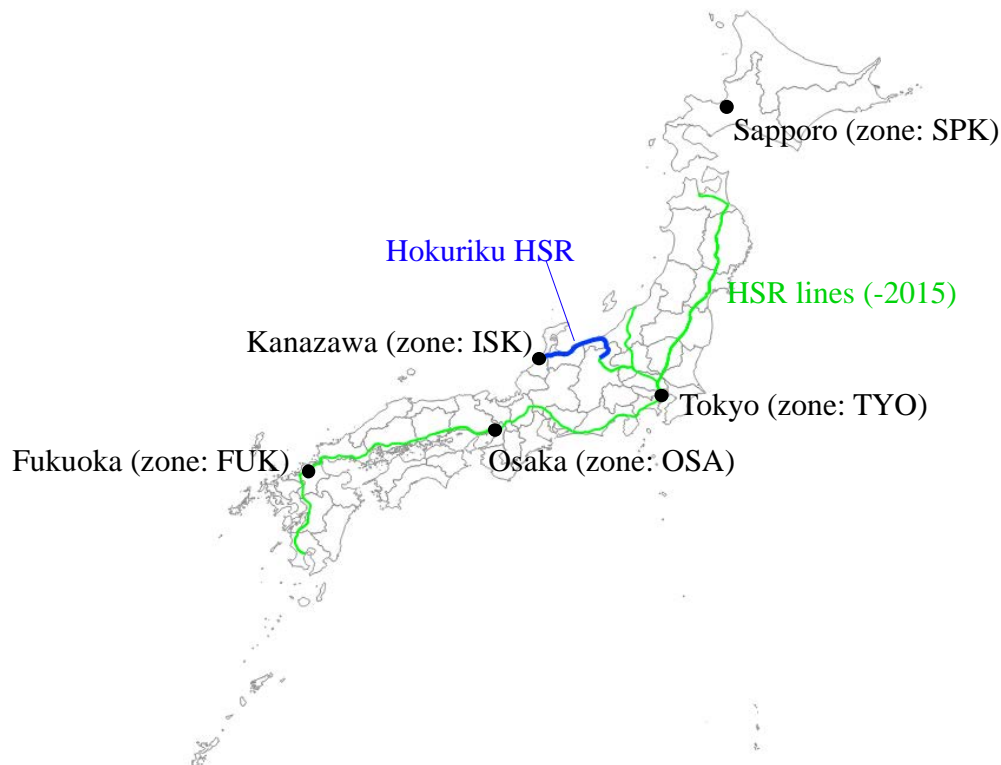 Sapporo (zone: SPK)
Hokuriku HSR
HSR lines (-2015)
Kanazawa (zone: ISK)
Tokyo (zone: TYO)
Fukuoka (zone: FUK)
Osaka (zone: OSA)